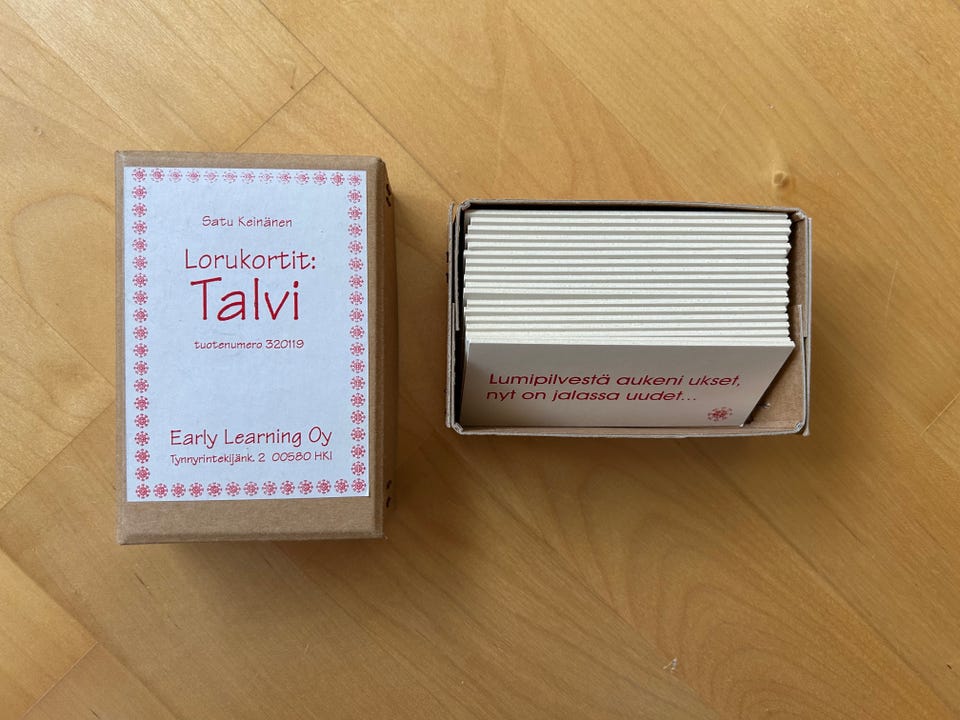 Satu Keinänen
Lorukortit:
Talvi
tuotenumero 320119
Early Learning Oy
Tynnyrintekijänk. 2 00580 HKI
Lumipilvestä aukeni ukset,
nyt on jalassa uudet...